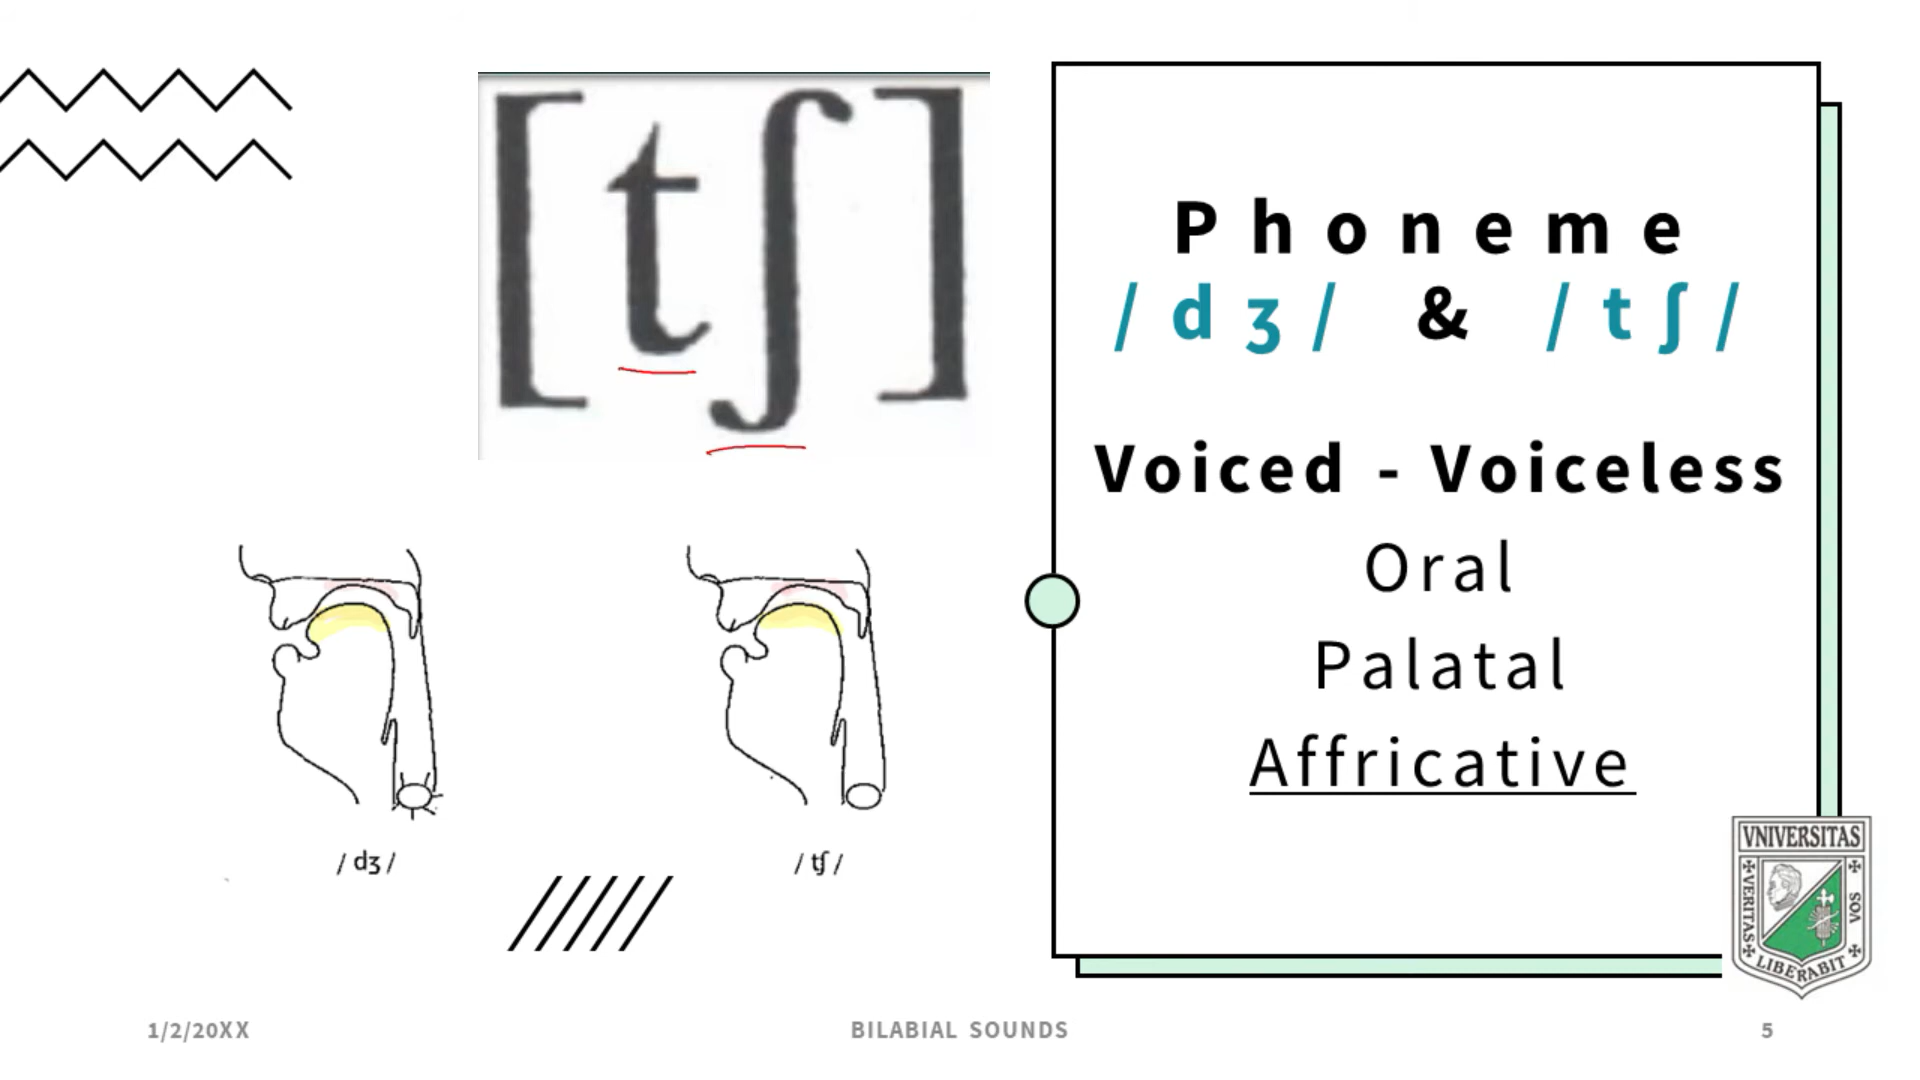 [tʃ]
Phoneme
/dʒ/ & /tʃ/
Voiced - Voiceless
Oral
Palatal
Affricative
/ dʒ /
/ ʧ /
VNIVERSITAS
VERITAS
VOS
LIBERABIT
1/2/20XX
BILABIAL SOUNDS
5